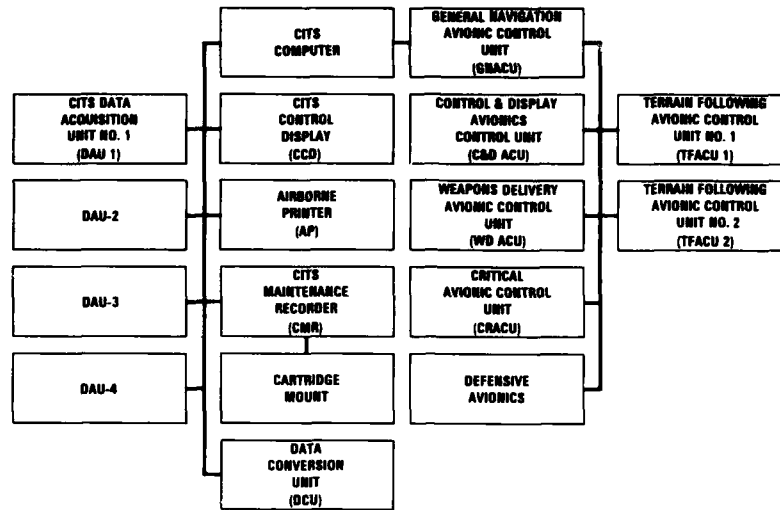 CITS
COMPUTER
GENERAL NAVIGATION
AVIONIC CONTROL
UNIT
(GNACU)
CITS DATA
ACQUISITION
UNIT NO. 1
(DAU 1)
CITS
CONTROL
DISPLAY
(CCD)
CONTROL & DISPLAY
AVIONICS
CONTROL UNIT
(C&D ACU)
TERRAIN FOLLOWING
AVIONIC CONTROL
UNIT NO. 1
(TFACU 1)
DAU-2
AIRBORNE
PRINTER
(AP)
WEAPONS DELIVERY
AVIONIC CONTROL
UNIT
(WD ACU)
TERRAIN FOLLOWING
AVIONIC CONTROL
UNIT NO. 2
(TFACU 2)
DAU-3
CITS
MAINTENANCE
RECORDER
(CMR)
CRITICAL
AVIONIC CONTROL
UNIT
(CRACU)
DAU-4
CARTRIDGE
MOUNT
DEFENSIVE
AVIONICS
DATA
CONVERSION
UNIT
(DCU)